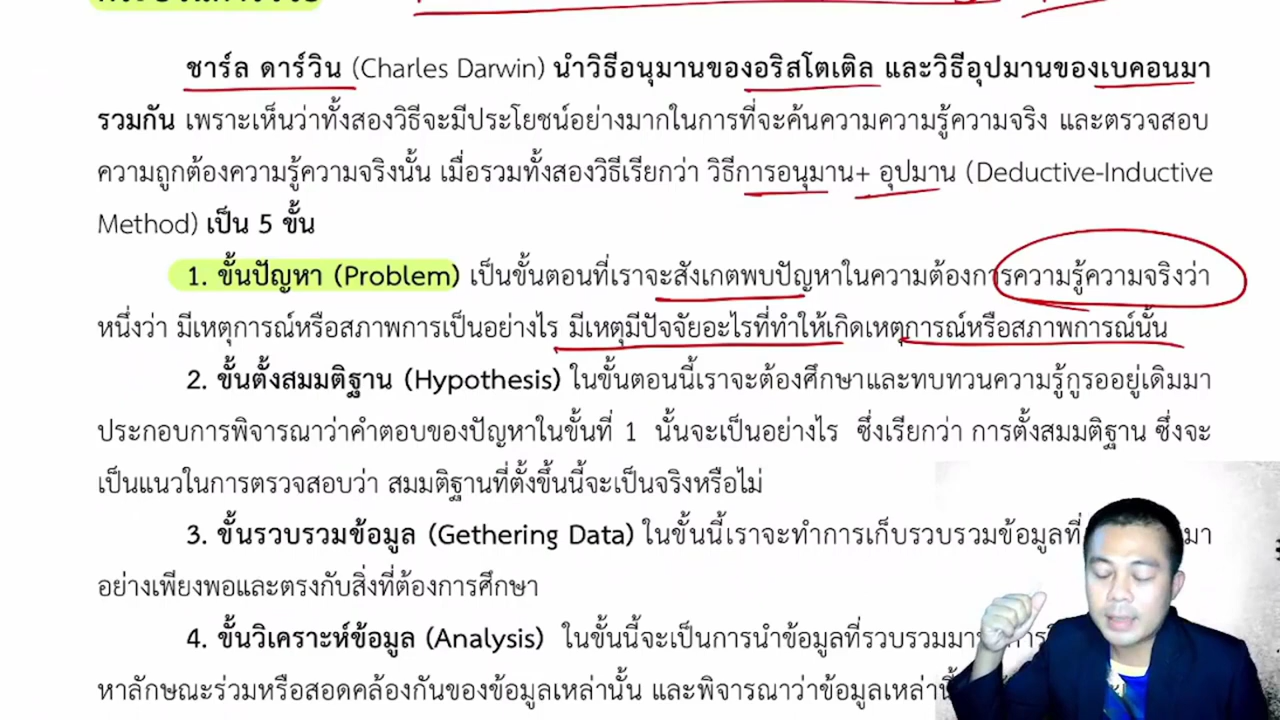 ชาร์ล ดาร์วิน (Charles Darwin) นำวิธีอนุมานของอริสโตเติล และวิธีอุปมานของเบคอนมา
รวมกัน เพราะเห็นว่าทั้งสองวิธีจะมีประโยชน์อย่างมากในการที่จะค้นความความรู้ความจริง และตรวจสอบ
ความถูกต้องความรู้ความจริงนั้น เมื่อรวมทั้งสองวิธีเรียกว่า วิธีการอนุมาน+ อุปมาน (Deductive-Inductive
Method) เป็น 5 ขั้น
1. ขั้นปัญหา (Problem) เป็นขั้นตอนที่เราจะสังเกตพบปัญหาในความต้องการความรู้ความจริงว่า
หนึ่งว่า มีเหตุการณ์หรือสภาพการเป็นอย่างไร มีเหตุมีปัจจัยอะไรที่ทำให้เกิดเหตุการณ์หรือสภาพการณ์นั้น
2. ขั้นตั้งสมมติฐาน (Hypothesis) ในขั้นตอนนี้เราจะต้องศึกษาและทบทวนความรู้กูรออยู่เดิมมา
ประกอบการพิจารณาว่าคำตอบของปัญหาในขั้นที่ 1 นั้นจะเป็นอย่างไร ซึ่งเรียกว่า การตั้งสมมติฐาน ซึ่งจะ
เป็นแนวในการตรวจสอบว่า สมมติฐานที่ตั้งขึ้นนี้จะเป็นจริงหรือไม่
3. ขั้นรวบรวมข้อมูล (Gethering Data) ในขั้นนี้เราจะทำการเก็บรวบรวมข้อมูลที่ มา
อย่างเพียงพอและตรงกับสิ่งที่ต้องการศึกษา
4. ขั้นวิเคราะห์ข้อมูล (Analysis) ในขั้นนี้จะเป็นการนำข้อมูลที่รวบรวมมา
หาลักษณะร่วมหรือสอดคล้องกันของข้อมูลเหล่านั้น และพิจารณาว่าข้อมูลเหล่านี้